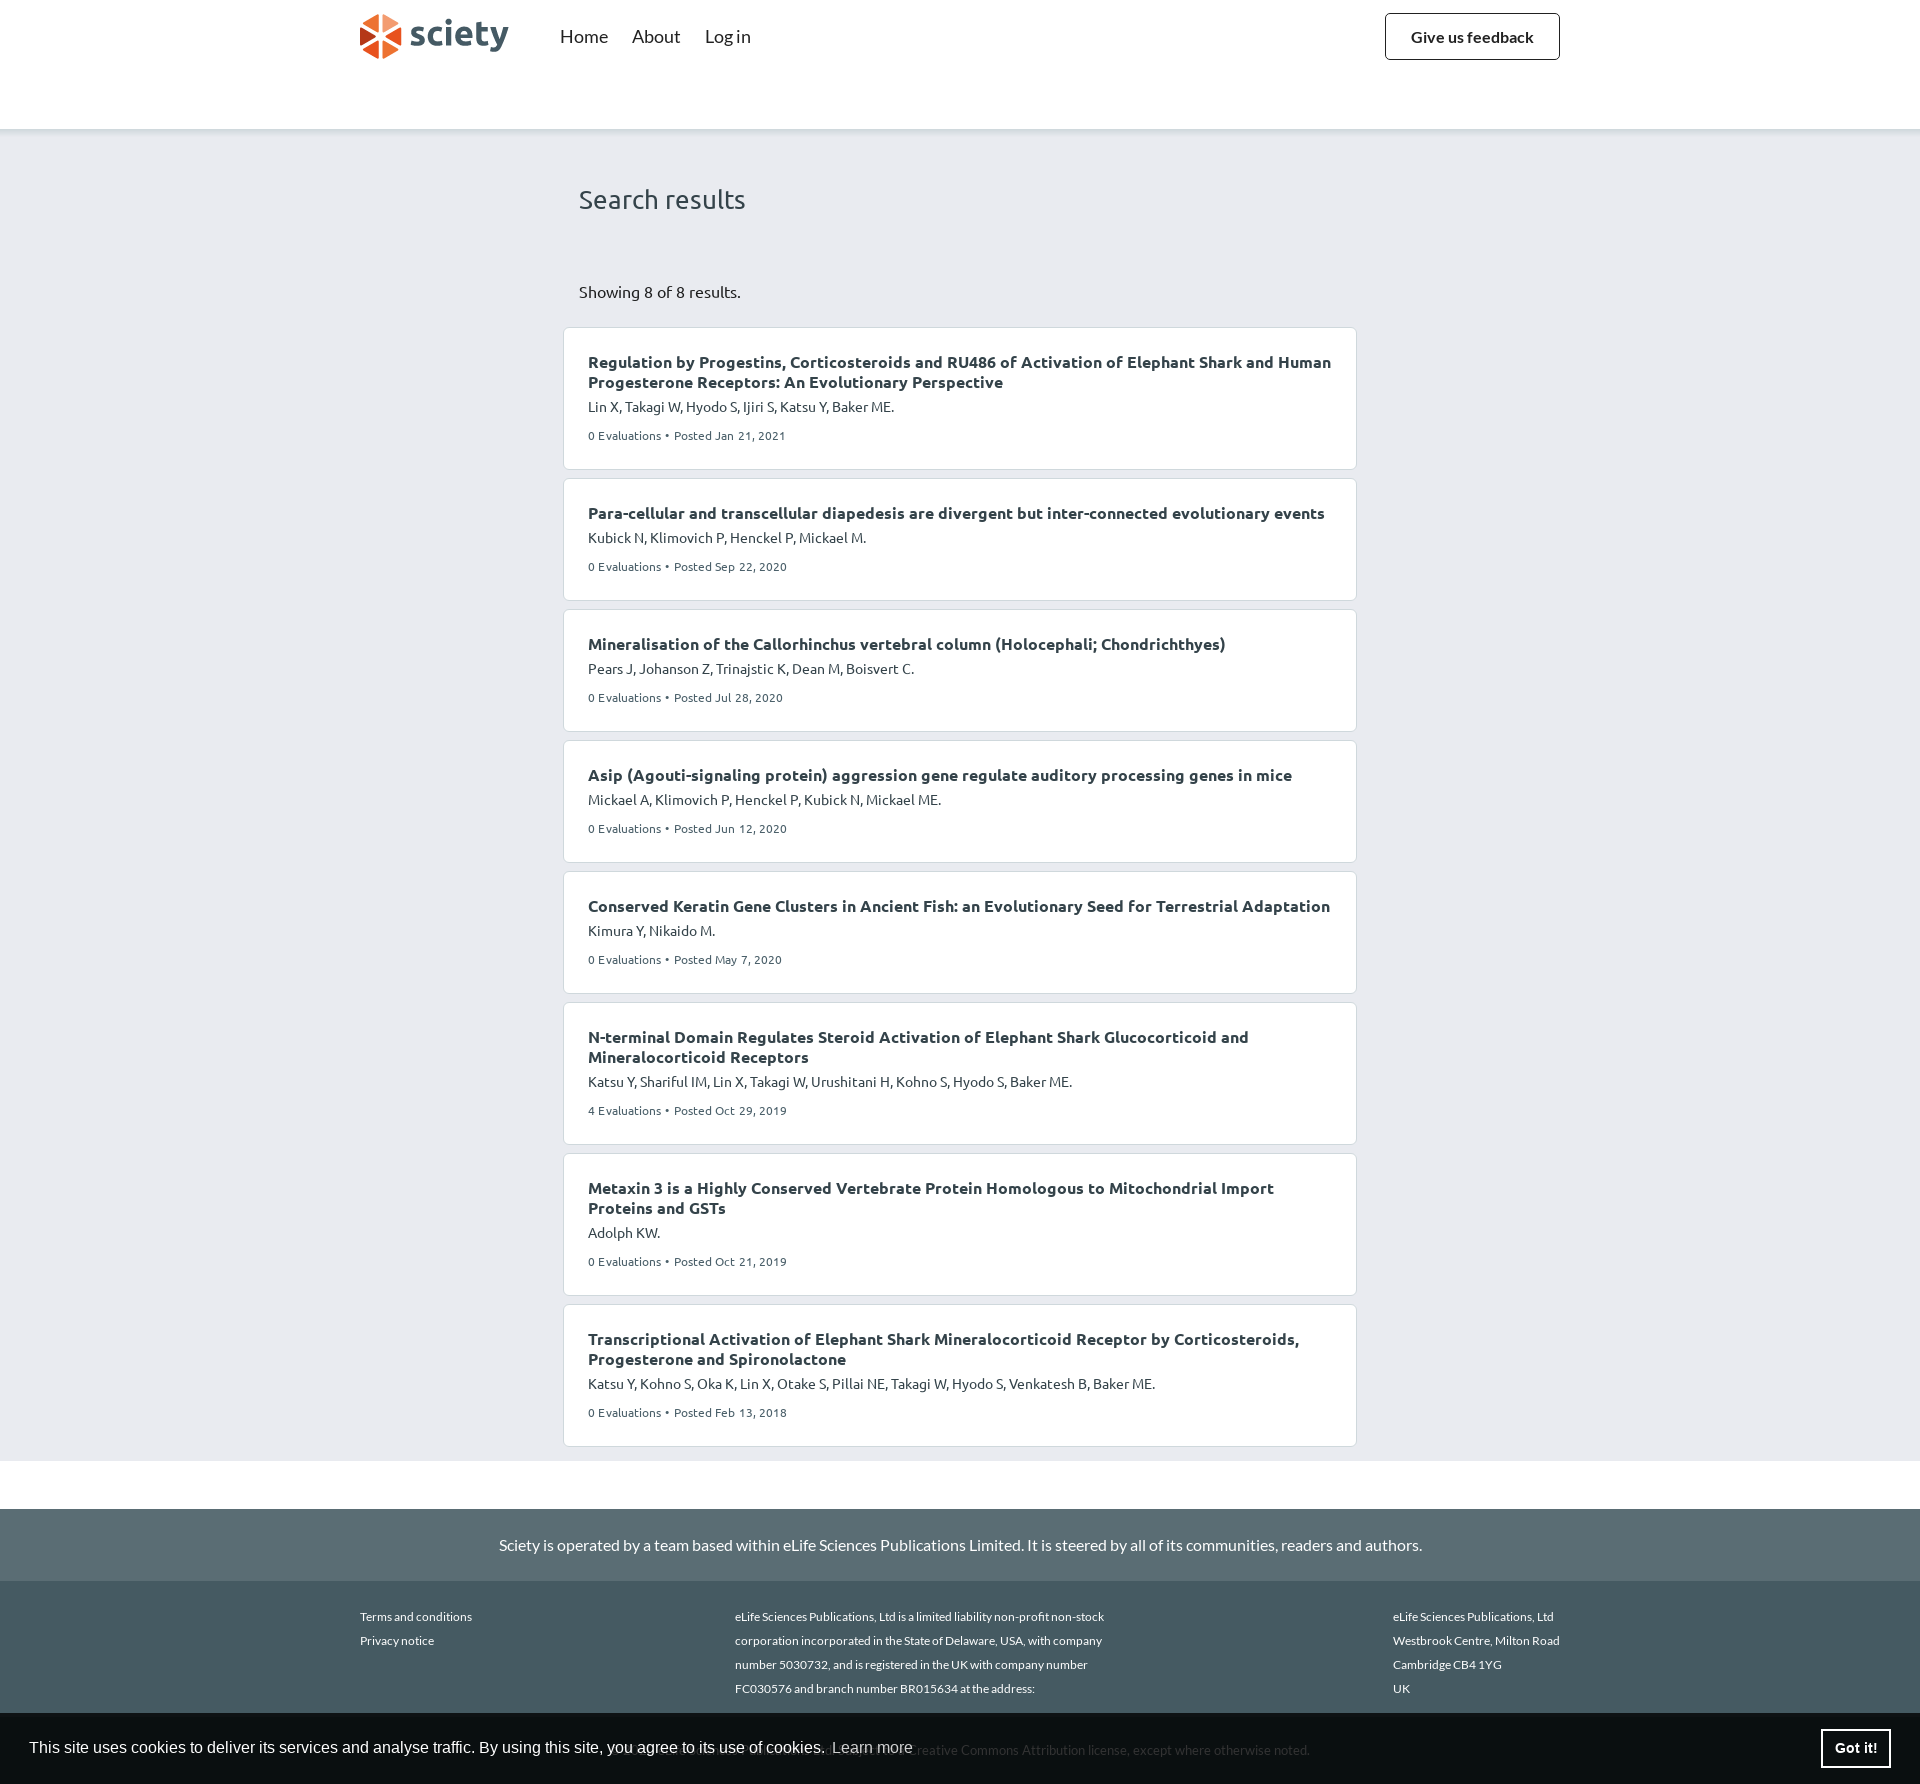 sciety
Home About Log in
Give us feedback
Search results
Showing 8 of 8 results.
Regulation by Progestins, Corticosteroids and RU486 of Activation of Elephant Shark and Human
Progesterone Receptors: An Evolutionary Perspective
Lin X, Takagi W, Hyodo S, Ijiri S, Katsu Y, Baker ME.
0 Evaluations • Posted Jan 21, 2021
Para-cellular and transcellular diapedesis are divergent but inter-connected evolutionary events
Kubick N, Klimovich P, Henckel P, Mickael M.
0 Evaluations • Posted Sep 22, 2020
Mineralisation of the Callorhinchus vertebral column (Holocephali; Chondrichthyes)
Pears J, Johanson Z, Trinajstic K, Dean M, Boisvert C.
0 Evaluations • Posted Jul 28, 2020
Asip (Agouti-signaling protein) aggression gene regulate auditory processing genes in mice
Mickael A, Klimovich P, Henckel P, Kubick N, Mickael ME.
0 Evaluations • Posted Jun 12, 2020
Conserved Keratin Gene Clusters in Ancient Fish: an Evolutionary Seed for Terrestrial Adaptation
Kimura Y, Nikaido M.
0 Evaluations • Posted May 7, 2020
N-terminal Domain Regulates Steroid Activation of Elephant Shark Glucocorticoid and
Mineralocorticoid Receptors
Katsu Y, Shariful IM, Lin X, Takagi W, Urushitani H, Kohno S, Hyodo S, Baker ME.
4 Evaluations • Posted Oct 29, 2019
Metaxin 3 is a Highly Conserved Vertebrate Protein Homologous to Mitochondrial Import
Proteins and GSTs
Adolph KW.
0 Evaluations • Posted Oct 21, 2019
Transcriptional Activation of Elephant Shark Mineralocorticoid Receptor by Corticosteroids,
Progesterone and Spironolactone
Katsu Y, Kohno S, Oka K, Lin X, Otake S, Pillai NE, Takagi W, Hyodo S, Venkatesh B, Baker ME.
0 Evaluations • Posted Feb 13, 2018
Sciety is operated by a team based within eLife Sciences Publications Limited. It is steered by all of its communities, readers and authors.
Terms and conditions
Privacy notice
eLife Sciences Publications, Ltd is a limited liability non-profit non-stock
corporation incorporated in the State of Delaware, USA, with company
number 5030732, and is registered in the UK with company number
FC030576 and branch number BR015634 at the address:
eLife Sciences Publications, Ltd
Westbrook Centre, Milton Road
Cambridge CB4 1YG
UK
This site uses cookies to deliver its services and analyse traffic. By using this site, you agree to its use of cookies. Learn more
Creative Commons Attribution license, except where otherwise noted.
Got it!